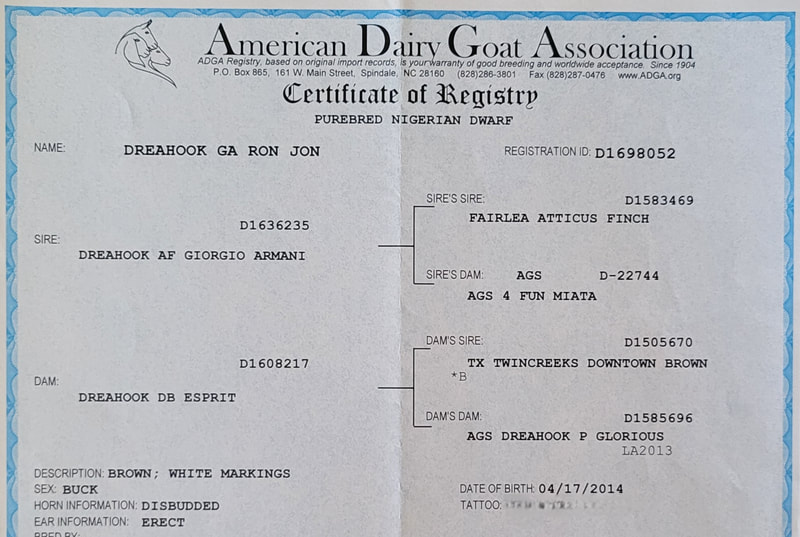 American Dairy Goat Association
ADGA Registry, based on original import records, is your warranty of good breeding and worldwide acceptance. Since 1904
P.O. Box 865, 161 W. Main Street, Spindale, NC 28160 (828)286-3801 Fax (828)287-0476 www.ADGA.org
Certificate of Registry
PUREBRED NIGERIAN DWARF
NAME: DREAHOOK GA RON JON REGISTRATION ID: D1698052
SIRE'S SIRE: D1583469
FAIRLEA ATTICUS FINCH
D1636235
SIRE:
DREAHOOK AF GIORGIO ARMANI
SIRE'S DAM: AGS D-22744
AGS 4 FUN MIATA
DAM'S SIRE: D1505670
TX TWINCREEKS DOWNTOWN BROWN
*B
D1608217
DAM:
DREAHOOK DB ESPRIT
DAM'S DAM: D1585696
AGS DREAHOOK P GLORIOUS
LA2013
DESCRIPTION: BROWN; WHITE MARKINGS
SEX: BUCK DATE OF BIRTH: 04/17/2014
HORN INFORMATION: DISBUDDED TATTOO:
EAR INFORMATION: ERECT